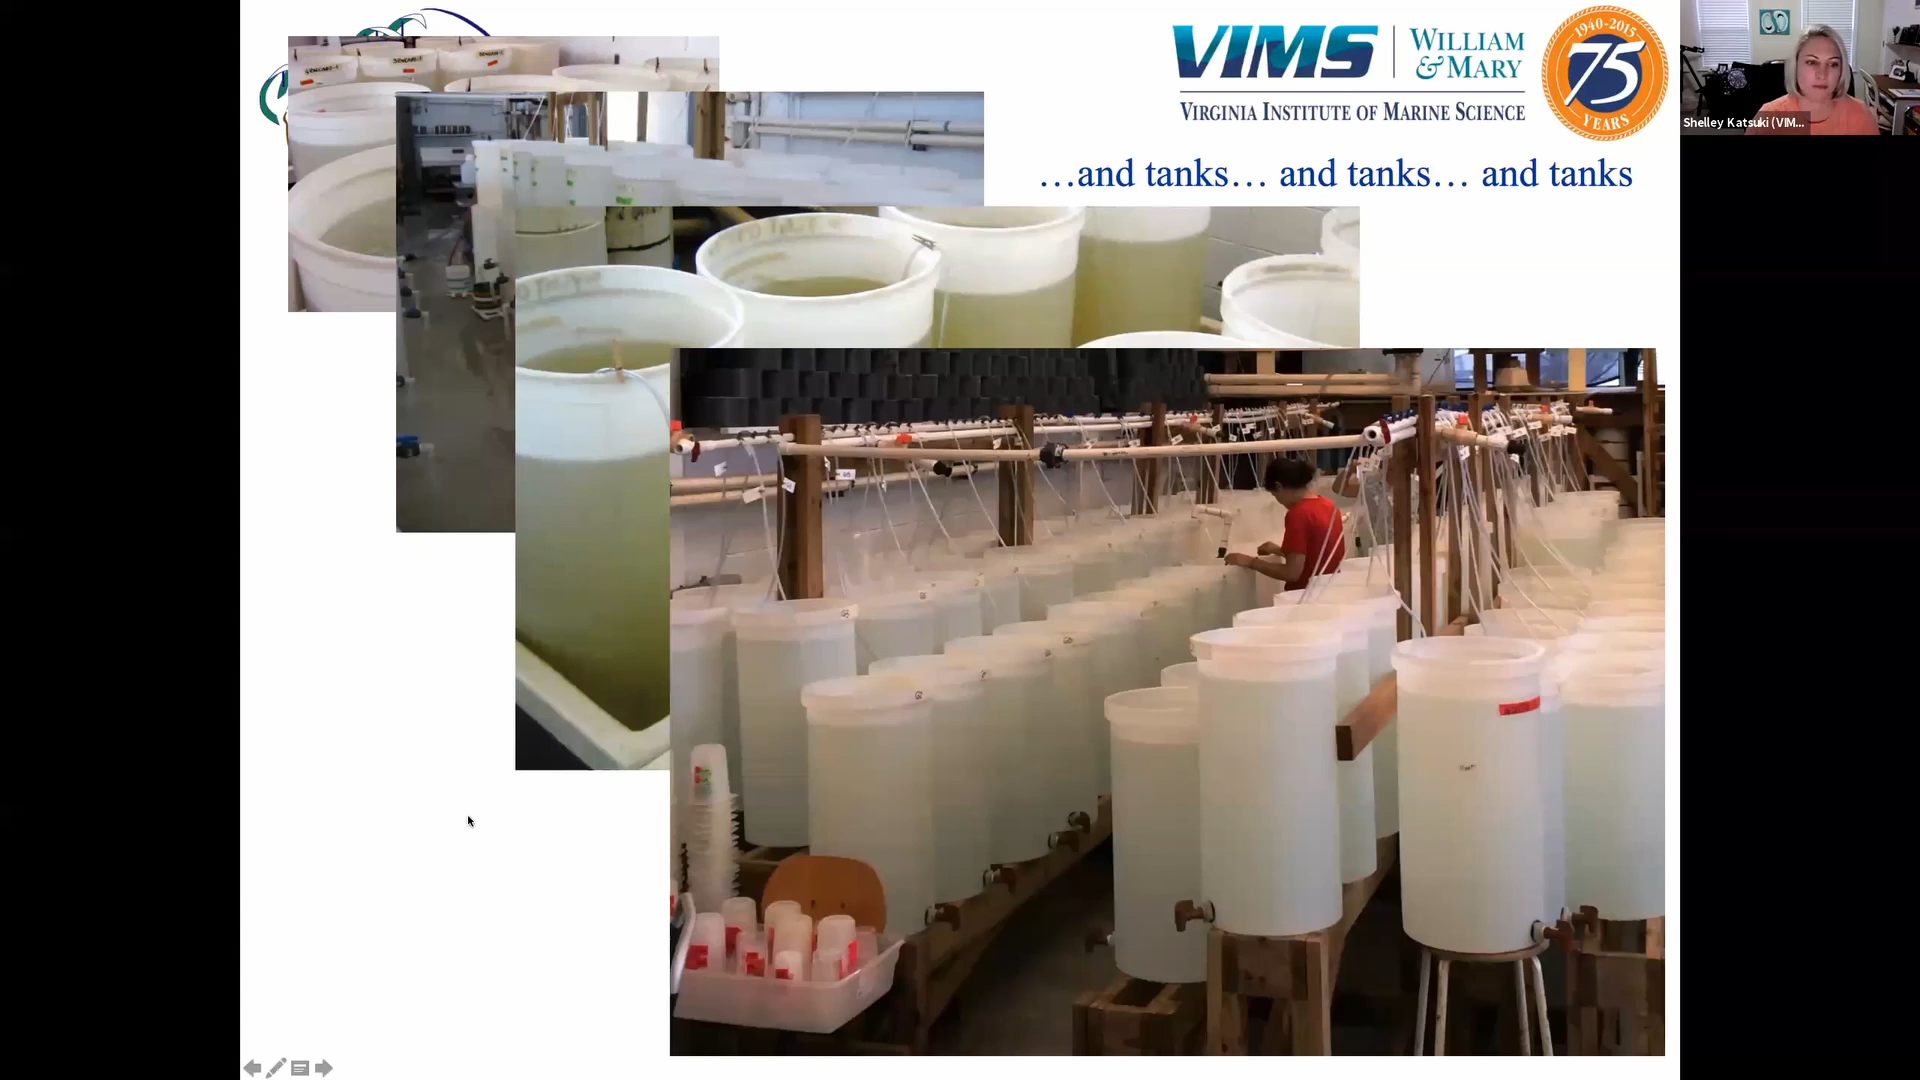 VIMS
WILLIAM
& MARY
VIRGINIA INSTITUTE OF MARINE SCIENCE
1940-2015
75
YEARS
Shelley Katsuki (VIM...
...and tanks... and tanks... and tanks